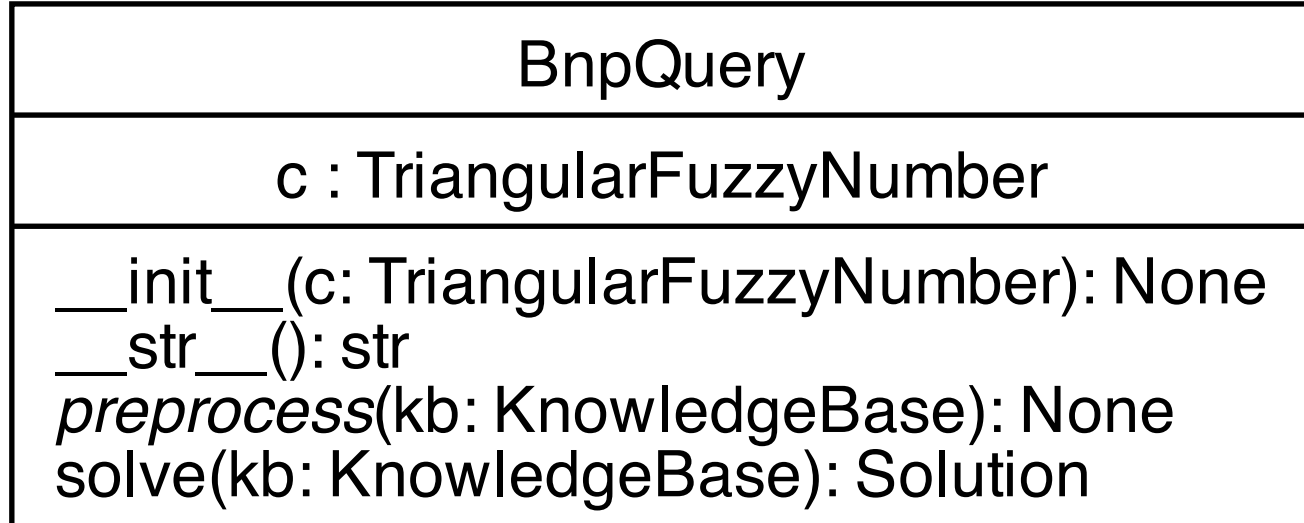 BnpQuery
c : TriangularFuzzyNumber
__init__(c: TriangularFuzzyNumber): None
__str__(): str
preprocess(kb: KnowledgeBase): None
solve(kb: KnowledgeBase): Solution